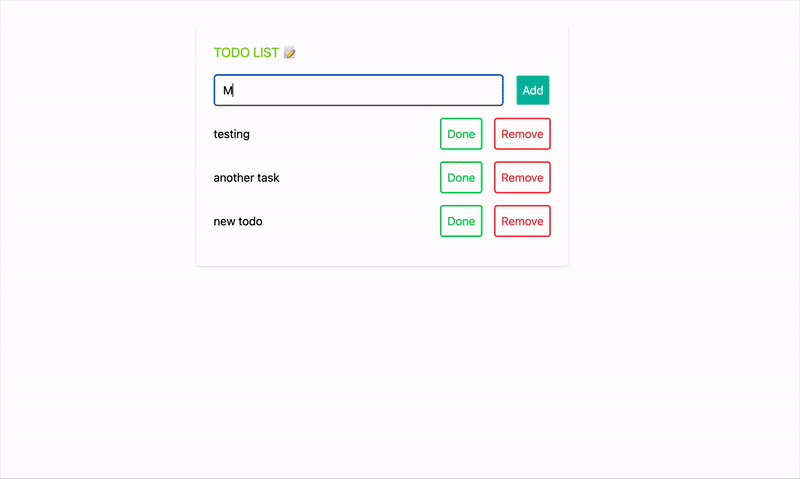 TODO LIST 📝
M
Add
testing Done Remove
another task Done Remove
new todo Done Remove